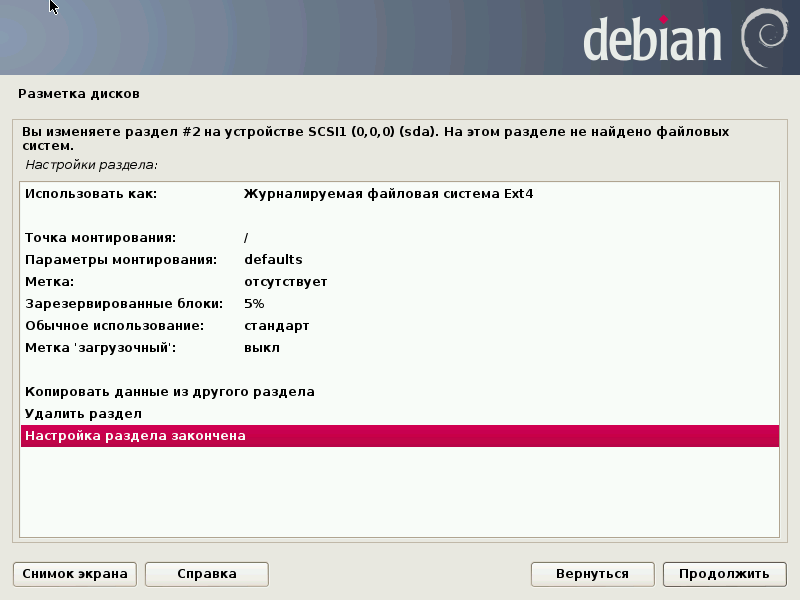 debian
Разметка дисков
Вы изменяете раздел #2 на устройстве SCSI1 (0,0,0) (sda). На этом разделе не найдено файловых
систем.
Настройки раздела:
Использовать как: Журналируемая файловая система Ext4
Точка монтирования: /
Параметры монтирования: defaults
Метка: отсутствует
Зарезервированные блоки: 5%
Обычное использование: стандарт
Метка 'загрузочный': выкл
Копировать данные из другого раздела
Удалить раздел
Настройка раздела закончена
Снимок экрана Справка Вернуться Продолжить